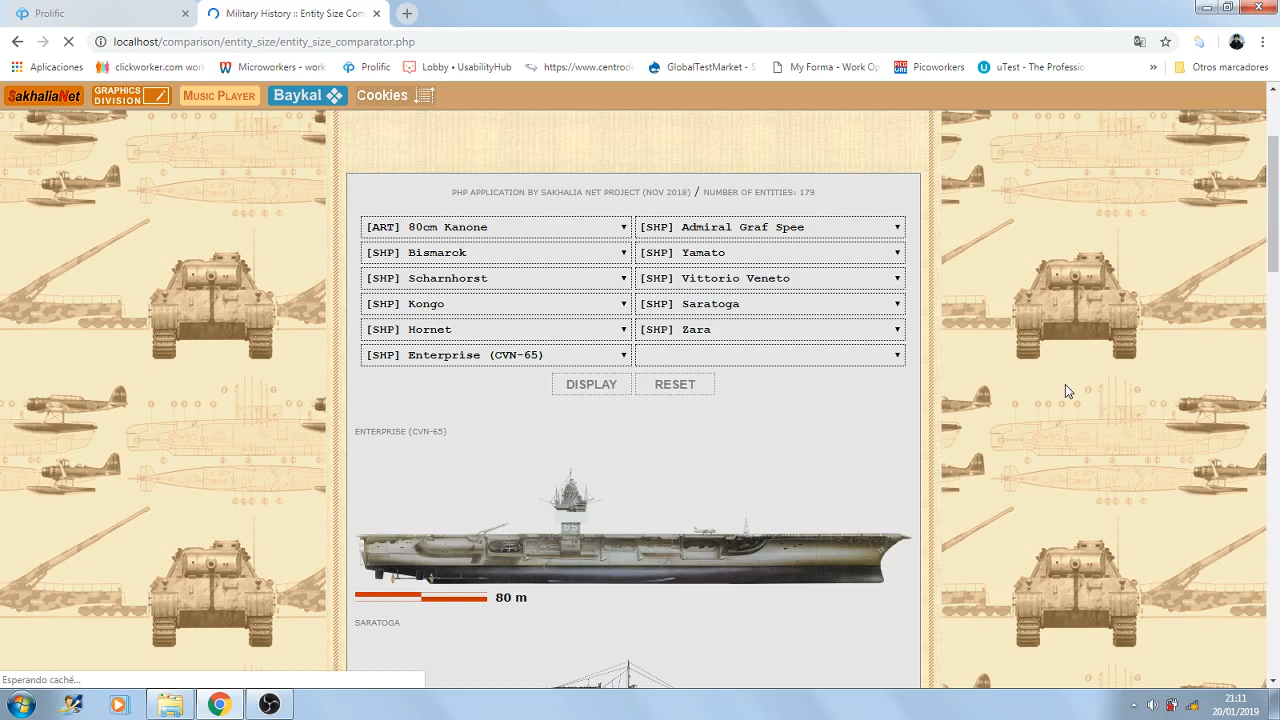 Prolific
Military History :: Entity Size Com
localhost/comparison/entity_size/entity_size_comparator.php
Aplicaciones
clickworker.com work
Microworkers - work
Prolific
Lobby • UsabilityHub
https://www.centrode
GlobalTestMarket - S
My Forma - Work Op
PICO
Picoworkers
uTest - The Professio
Otros marcadores
SakhaliaNet
GRAPHICS
DIVISION
MUSIC PLAYER
Baykal
Cookies
PHP APPLICATION BY SAKHALIA NET PROJECT (NOV 2018) / NUMBER OF ENTITIES: 179
[ART] 80cm Kanone
[SHP] Admiral Graf Spee
[SHP] Bismarck
[SHP] Yamato
[SHP] Scharnhorst
[SHP] Vittorio Veneto
[SHP] Kongo
[SHP] Saratoga
[SHP] Hornet
[SHP] Zara
[SHP] Enterprise (CVN-65)
DISPLAY
RESET
ENTERPRISE (CVN-65)
80 m
SARATOGA
Esperando caché...
21:11
20/01/2019